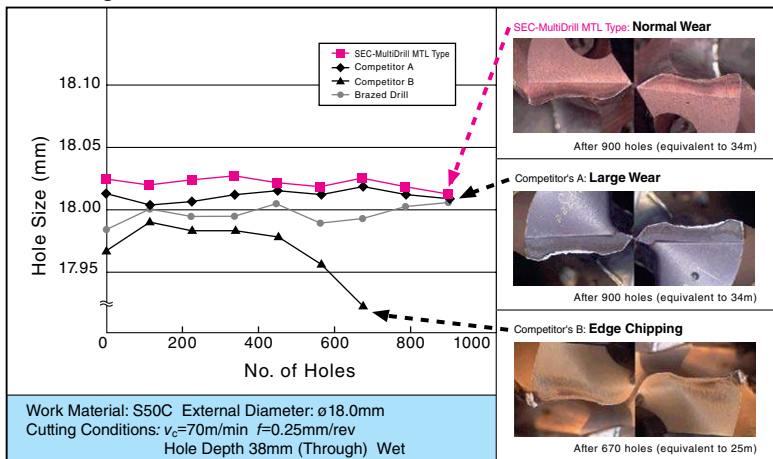 SEC-MultiDrill MTL Type
Competitor A
Competitor B
Brazed Drill
18.10
18.05
18.00
17.95
Hole Size (mm)
0
200
400
600
800
1000
No. of Holes
Work Material: S50C External Diameter: ø18.0mm
Cutting Conditions: vc=70m/min f=0.25mm/rev
Hole Depth 38mm (Through) Wet
SEC-MultiDrill MTL Type: Normal Wear
After 900 holes (equivalent to 34m)
Competitor's A: Large Wear
After 900 holes (equivalent to 34m)
Competitor's B: Edge Chipping
After 670 holes (equivalent to 25m)